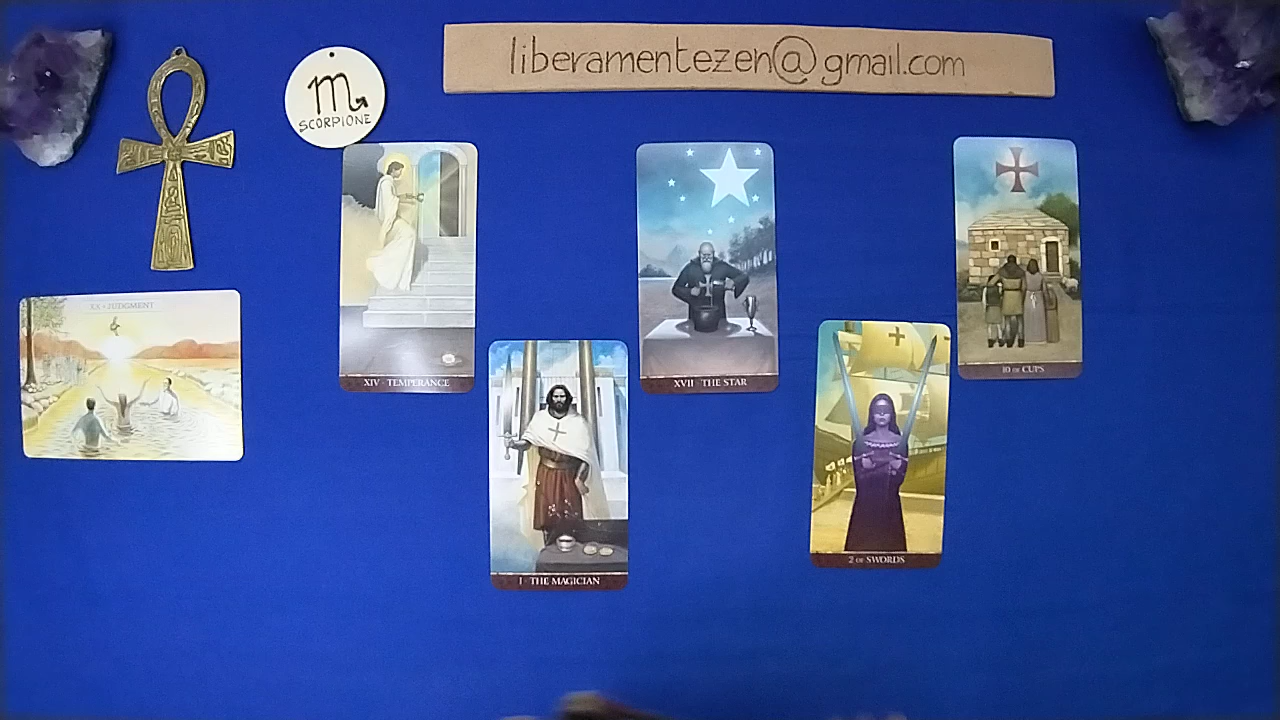 liberamentezen@gmail.com
SCORPIONE
XX • JUDGMENT
XIV • TEMPERANCE
XVII • THE STAR
10 OF CUPS
I • THE MAGICIAN
2 OF SWORDS